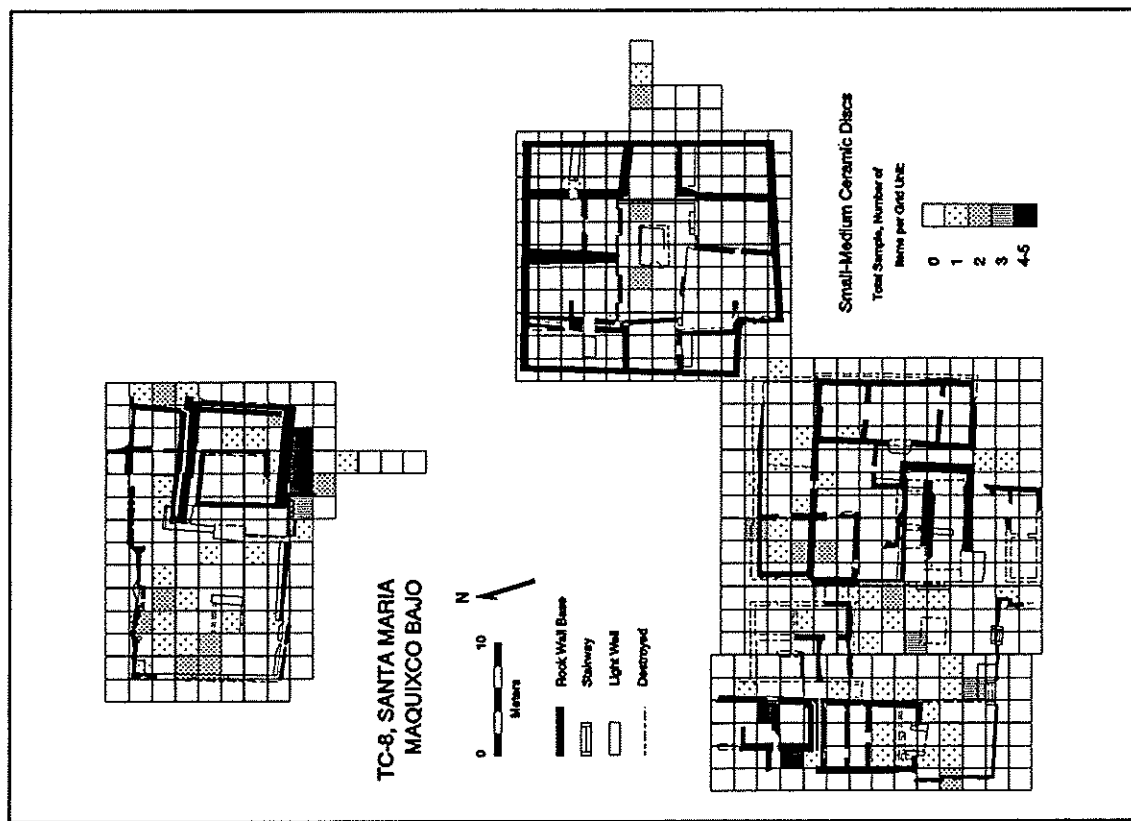 TC-8, SANTA MARIA
MAQUIXCO BAJO
N
0 10
Meters
Rock Wall Base
Stairway
Light Well
Destroyed
Small-Medium Ceramic Discs
Total Sample, Number of
Items per Grid Unit:
0
1
2
3
4-5